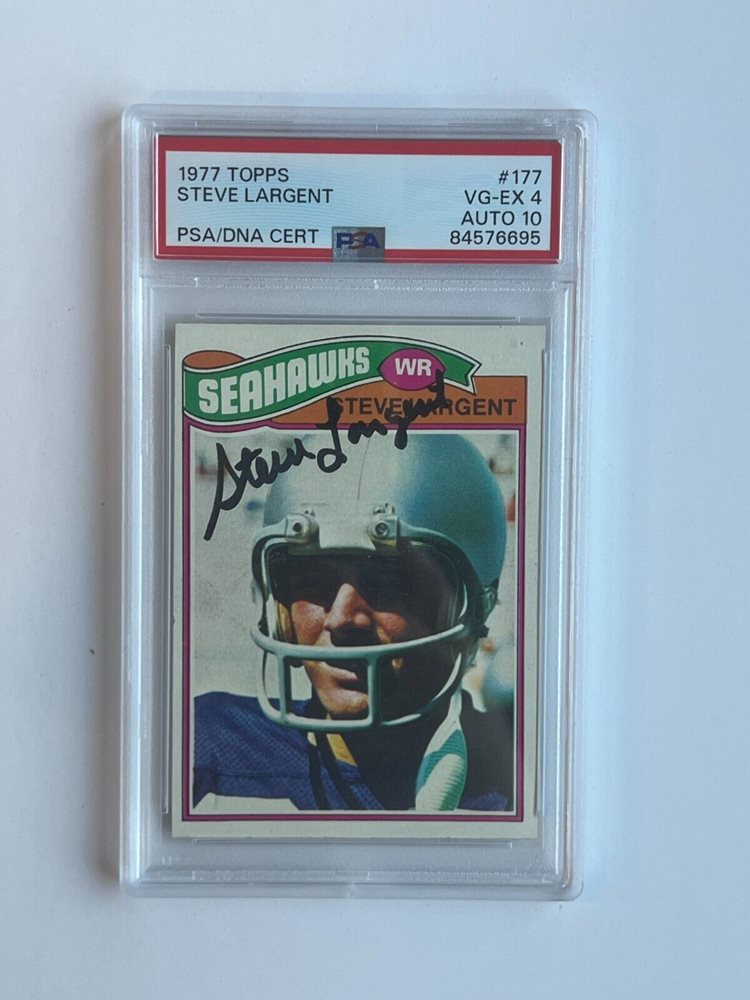 1977 TOPPS #177
STEVE LARGENT VG-EX 4
AUTO 10
PSA/DNA CERT PSA 84576695
SEAHAWKS WR
STEVE LARGENT
Steve Largent